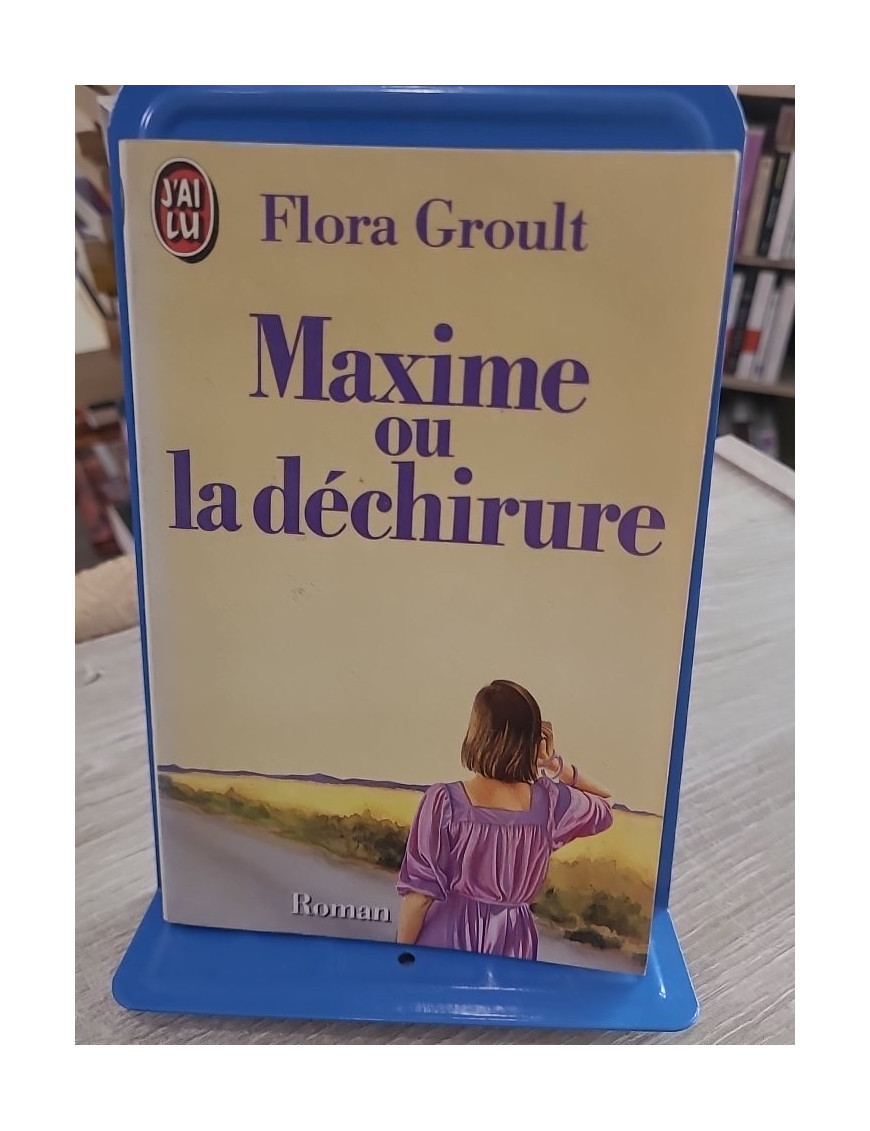 J'AI
LU
Flora Groult
Maxime
ou
la déchirure
Roman